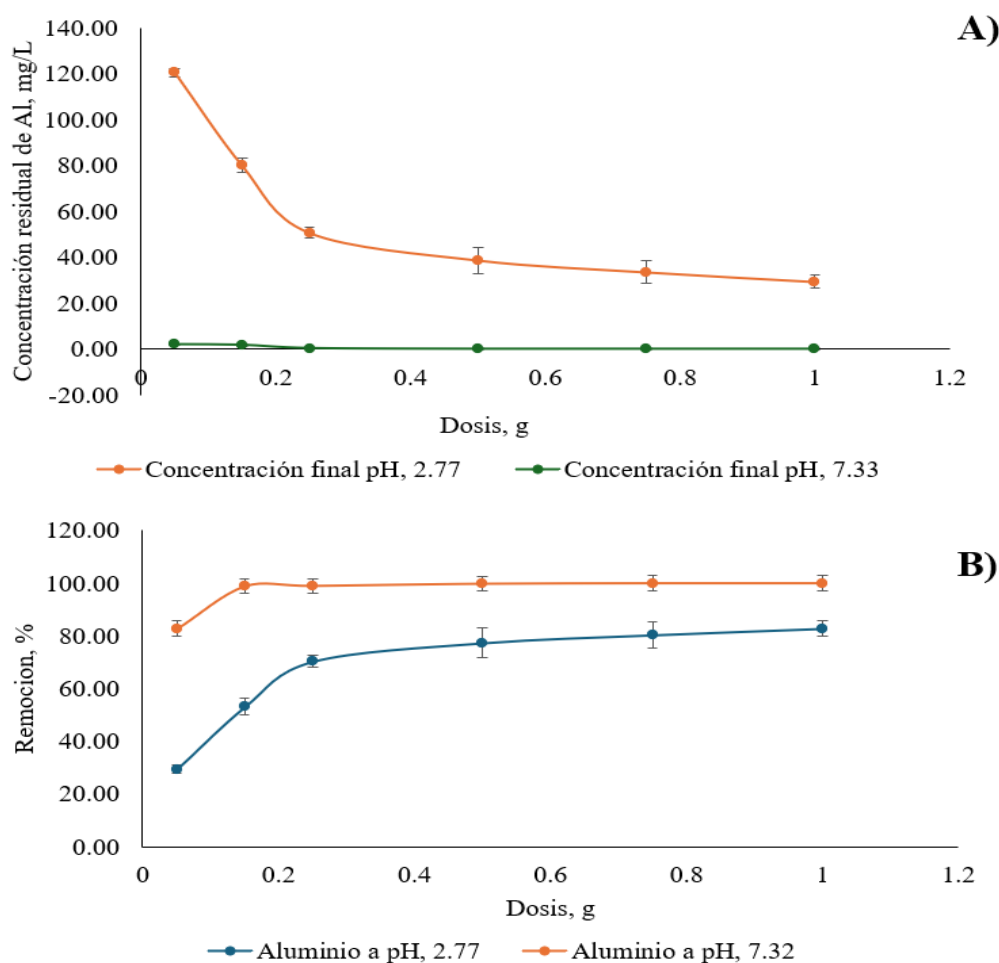 A)
Concentración residual de Al, mg/L
140.00
120.00
100.00
80.00
60.00
40.00
20.00
0.00
-20.00
0 0.2 0.4 0.6 0.8 1 1.2
Dosis, g
Concentración final pH, 2.77 Concentración final pH, 7.33
B)
Remocion, %
120.00
100.00
80.00
60.00
40.00
20.00
0.00
0 0.2 0.4 0.6 0.8 1 1.2
Dosis, g
Aluminio a pH, 2.77 Aluminio a pH, 7.32